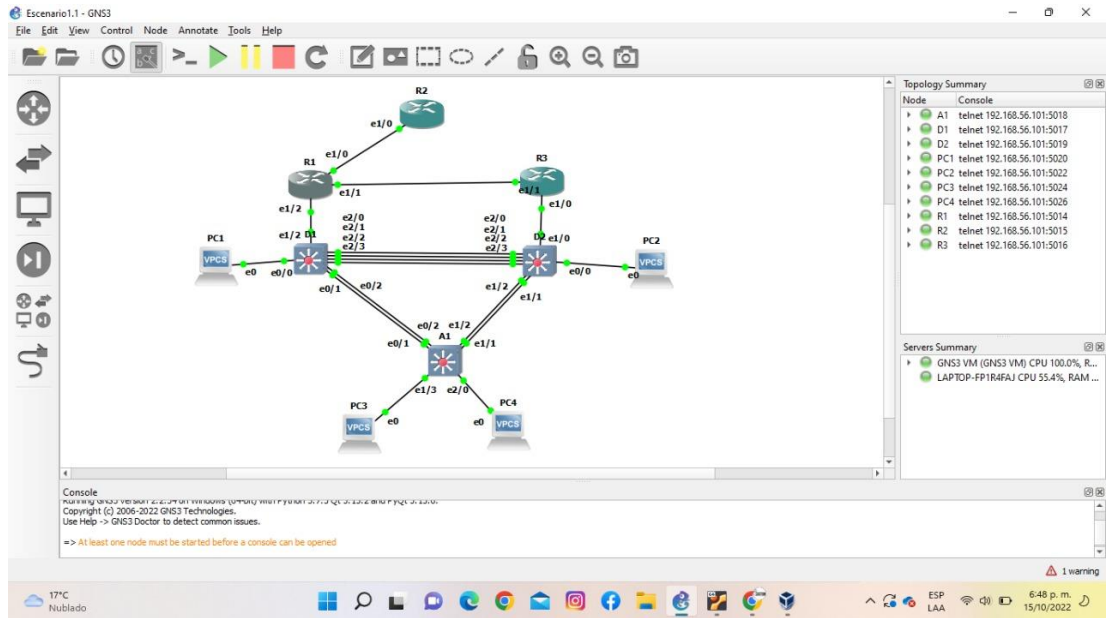 Escenario1.1 - GNS3
File Edit View Control Node Annotate Tools Help
R2
e1/0
e1/0
R1
R3
e1/1
e1/1
e1/2
e1/0
e2/0
e2/0
e2/1
e2/1
e1/2 D1
e2/2
e2/2
D2 e1/0
e2/3
e2/3
PC1
PC2
VPCS
VPCS
e0
e0/0
e0/0
e0
e0/1
e0/2
e1/2
e1/1
e0/2 e1/2
A1
e0/1
e1/1
e1/3 e2/0
PC3
PC4
VPCS
e0
e0
VPCS
Topology Summary
Node Console
A1 telnet 192.168.56.101:5018
D1 telnet 192.168.56.101:5017
D2 telnet 192.168.56.101:5019
PC1 telnet 192.168.56.101:5020
PC2 telnet 192.168.56.101:5022
PC3 telnet 192.168.56.101:5024
PC4 telnet 192.168.56.101:5026
R1 telnet 192.168.56.101:5014
R2 telnet 192.168.56.101:5015
R3 telnet 192.168.56.101:5016
Servers Summary
GNS3 VM (GNS3 VM) CPU 100.0%, R...
LAPTOP-FP1R4FAJ CPU 55.4%, RAM ...
Console
Copyright (c) 2006-2022 GNS3 Technologies.
Use Help -> GNS3 Doctor to detect common issues.
=> At least one node must be started before a console can be opened
1 warning
17°C
Nublado
ESP
LAA
6:48 p. m.
15/10/2022